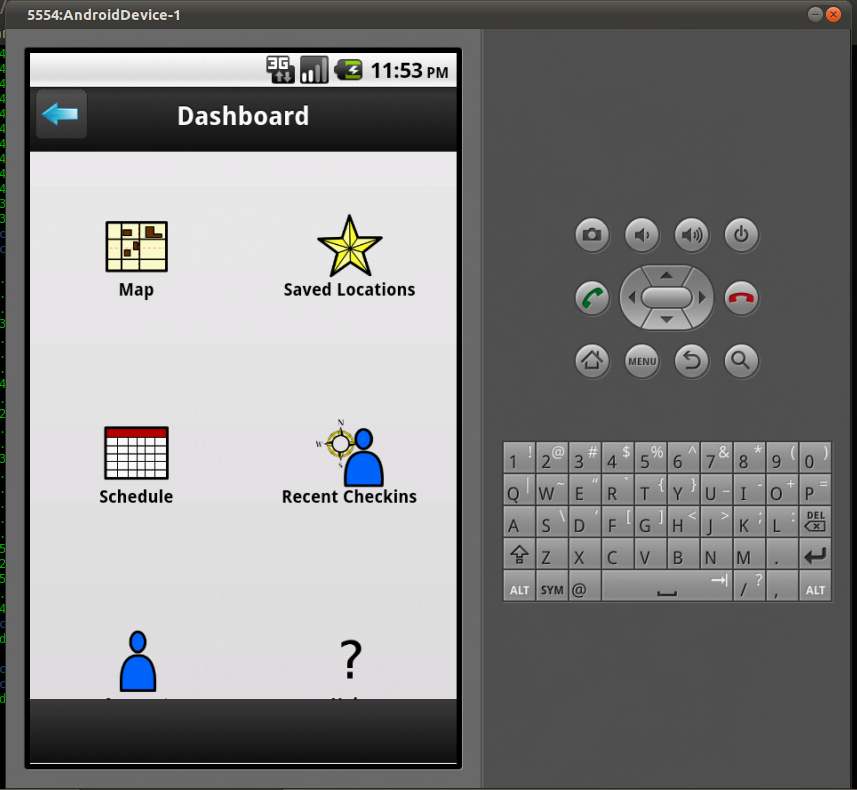 5554:AndroidDevice-1
3G
11:53 PM
Dashboard
Map
Saved Locations
Schedule
N
W
S
Recent Checkins
?
MENU
1 ! 2 @ 3 # 4 $ 5 % 6 ^ 7 & 8 * 9 ( 0 )
Q | W ~ E " R ` T { Y } U _ I - O + P =
A S \ D ' F [ G ] H < J > K ; L : DEL
Z X C V B N M .
ALT SYM @ / ? , ALT